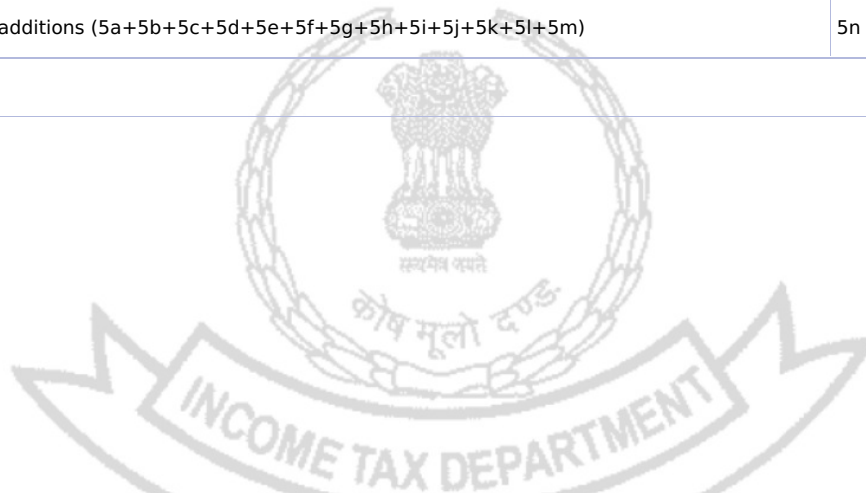 additions (5a+5b+5c+5d+5e+5f+5g+5h+5i+5j+5k+5l+5m) 5n
सत्यमेव जयते
कोष मूलो दण्डः
INCOME TAX DEPARTMENT